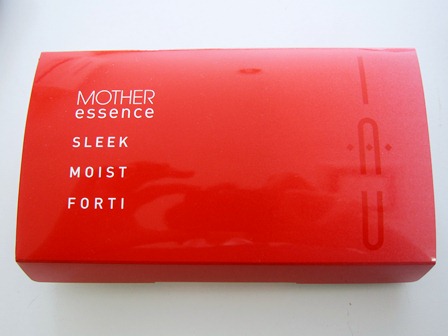 MOTHER
essence
SLEEK
MOIST
FORTI